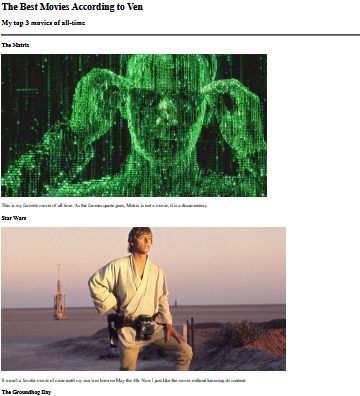 The Best Movies According to Ven
My top 3 movies of all-time
The Matrix
This is my favorite movie of all time. As the famous quote goes, Matrix is not a movie, it is a documentary.
Star Wars
It wasn't a favorite movie of mine until my son was born on May the 4th. Now I just like the movie without knowing its content
The Groundhog Day